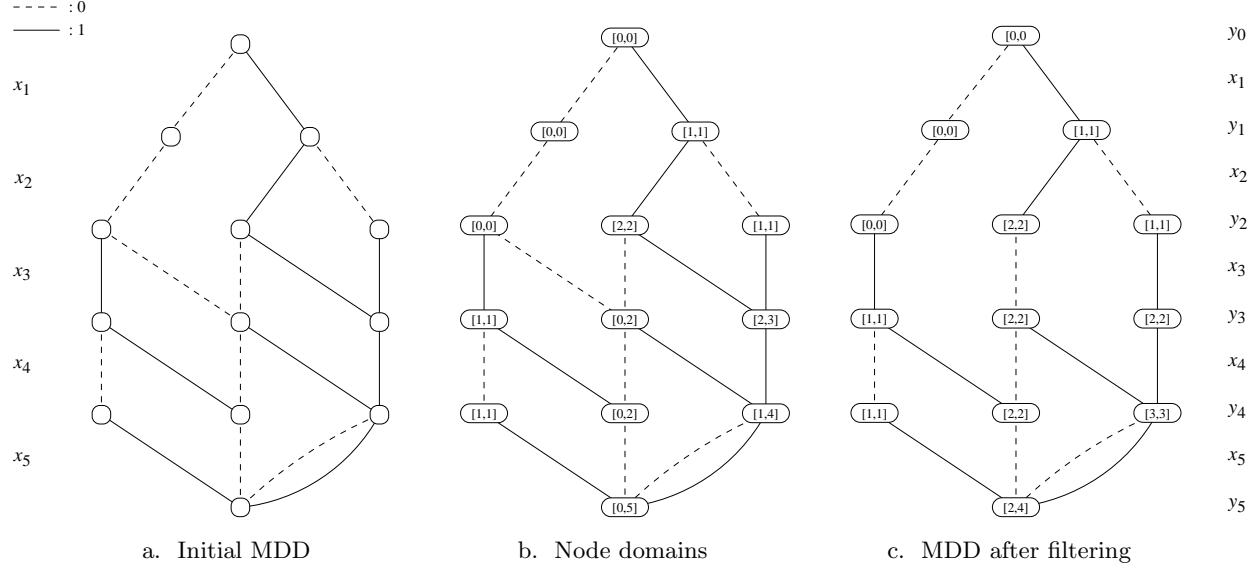 : 0
: 1
[0,0] [0,0 y0
x1 x1
[0,0] [1,1] [0,0] [1,1] y1
x2 x2
[0,0] [2,2] [1,1] [0,0] [2,2] [1,1] y2
x3 x3
[1,1] [0,2] [2,3] [1,1] [2,2] [2,2] y3
x4 x4
[1,1] [0,2] [1,4] [1,1] [2,2] [3,3] y4
x5 x5
[0,5] [2,4] y5
a. Initial MDD b. Node domains c. MDD after filtering